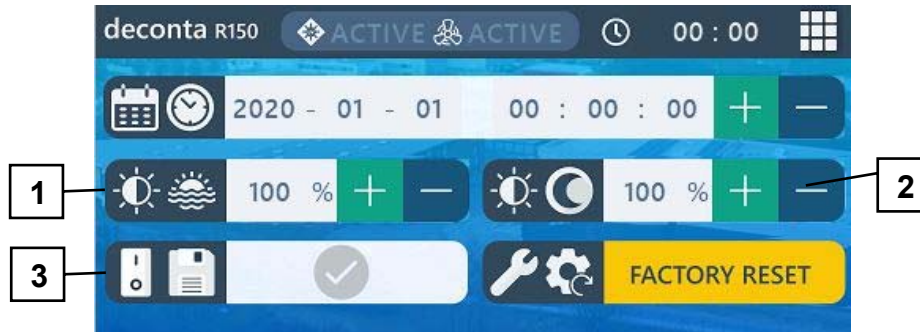 deconta R150 ACTIVE ACTIVE 00 : 00
2020 - 01 - 01 00 : 00 : 00 + −
1 100 % + − 100 % + − 2
3 FACTORY RESET